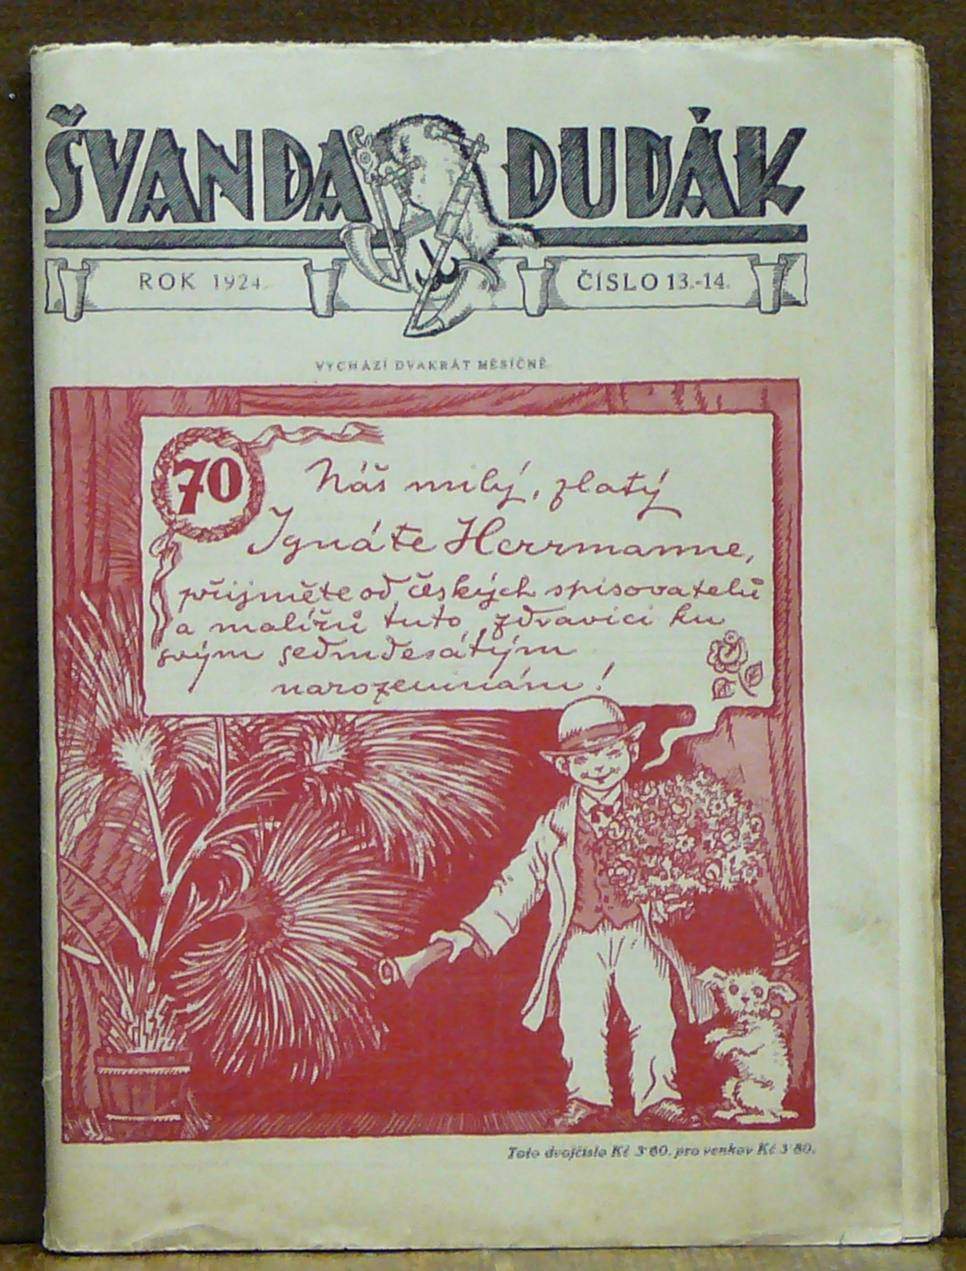 ŠVANDA DUDÁK
ROK 1924. ČÍSLO 13.-14.
VYCHÁZÍ DVAKRÁT MĚSÍČNĚ
70
Náš milý, zlatý
Ignáte Herrmanne,
přijměte od českých spisovatelů
a malířů tuto zdravici ku
svým sedmdesátým
narozeninám!
Toto dvojčíslo Kč 3·60, pro venkov Kč 3·80.